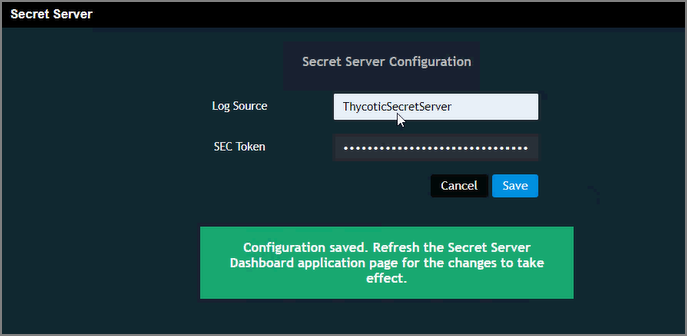 Secret Server
Secret Server Configuration
Log Source
ThycoticSecretServer
SEC Token
•••••••••••••••••••••••••••••••
Cancel
Save
Configuration saved. Refresh the Secret Server
Dashboard application page for the changes to take
effect.